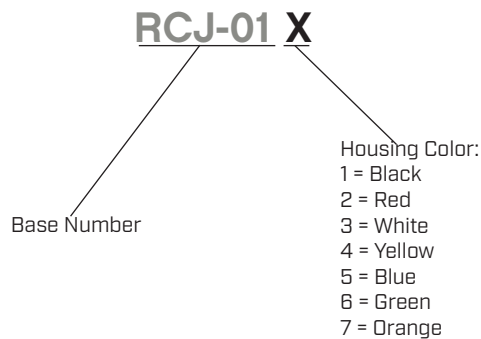 RCJ-01 X
Housing Color:
1 = Black
2 = Red
Base Number
3 = White
4 = Yellow
5 = Blue
6 = Green
7 = Orange